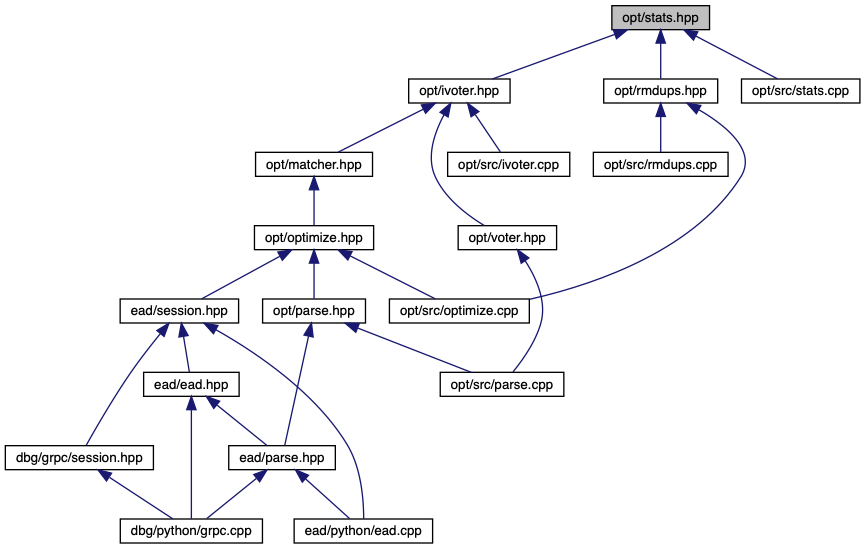 opt/stats.hpp
opt/ivoter.hpp
opt/rmdups.hpp
opt/src/stats.cpp
opt/matcher.hpp
opt/src/ivoter.cpp
opt/src/rmdups.cpp
opt/optimize.hpp
opt/voter.hpp
ead/session.hpp
opt/parse.hpp
opt/src/optimize.cpp
ead/ead.hpp
opt/src/parse.cpp
dbg/grpc/session.hpp
ead/parse.hpp
dbg/python/grpc.cpp
ead/python/ead.cpp